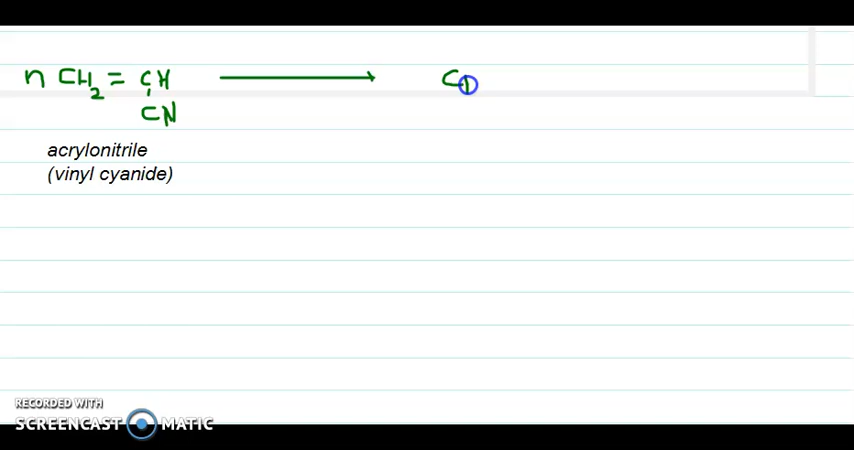 n CH2 = CH ⟶ C
CN
acrylonitrile
(vinyl cyanide)
RECORDED WITH
SCREENCAST MATIC